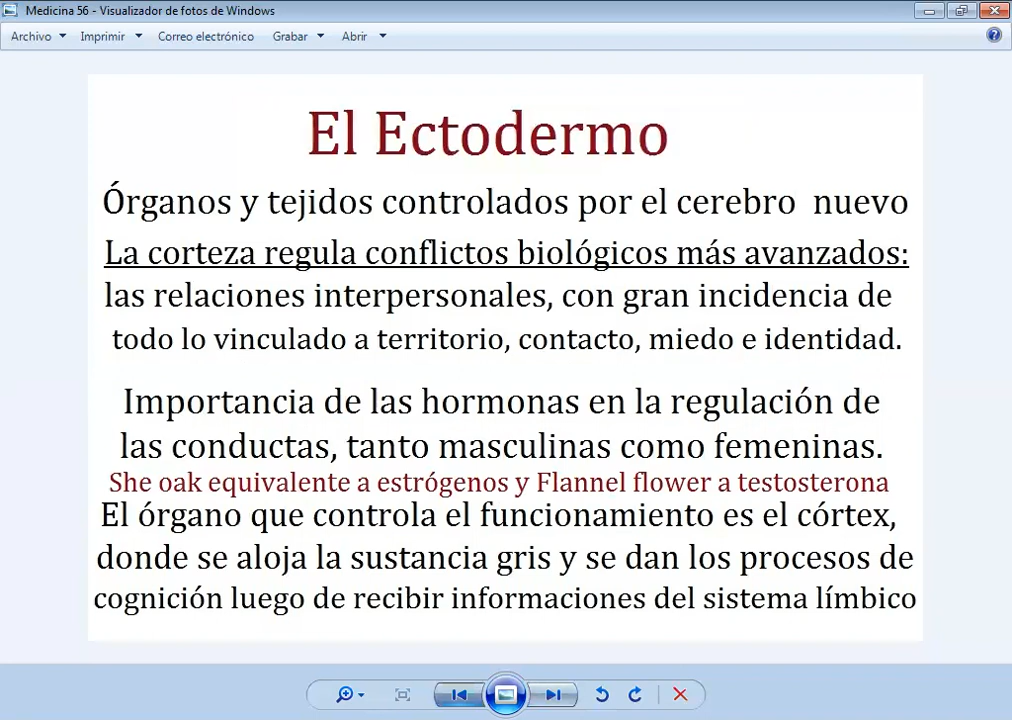 Medicina 56 - Visualizador de fotos de Windows
Archivo Imprimir Correo electrónico Grabar Abrir
El Ectodermo
Órganos y tejidos controlados por el cerebro nuevo
La corteza regula conflictos biológicos más avanzados:
las relaciones interpersonales, con gran incidencia de
todo lo vinculado a territorio, contacto, miedo e identidad.
Importancia de las hormonas en la regulación de
las conductas, tanto masculinas como femeninas.
She oak equivalente a estrógenos y Flannel flower a testosterona
El órgano que controla el funcionamiento es el córtex,
donde se aloja la sustancia gris y se dan los procesos de
cognición luego de recibir informaciones del sistema límbico